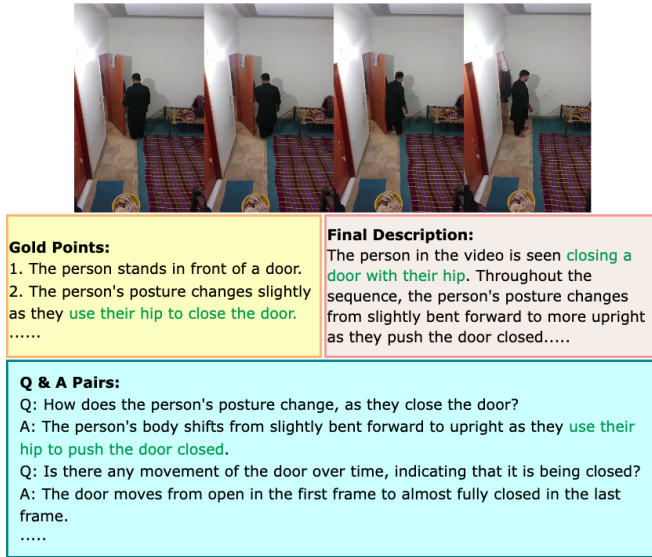 Gold Points:
1. The person stands in front of a door.
2. The person's posture changes slightly
as they use their hip to close the door.
......
Final Description:
The person in the video is seen closing a
door with their hip. Throughout the
sequence, the person's posture changes
from slightly bent forward to more upright
as they push the door closed.....
Q & A Pairs:
Q: How does the person's posture change, as they close the door?
A: The person's body shifts from slightly bent forward to upright as they use their
hip to push the door closed.
Q: Is there any movement of the door over time, indicating that it is being closed?
A: The door moves from open in the first frame to almost fully closed in the last
frame.
.....